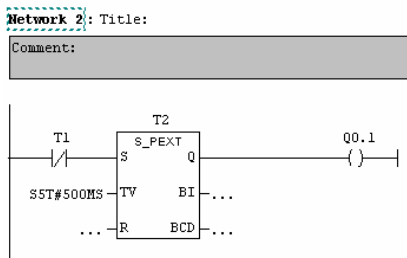 Network 2: Title:
Comment:
T2
T1 S_PEXT Q0.1
S Q
S5T#500MS TV BI ...
... R BCD ...